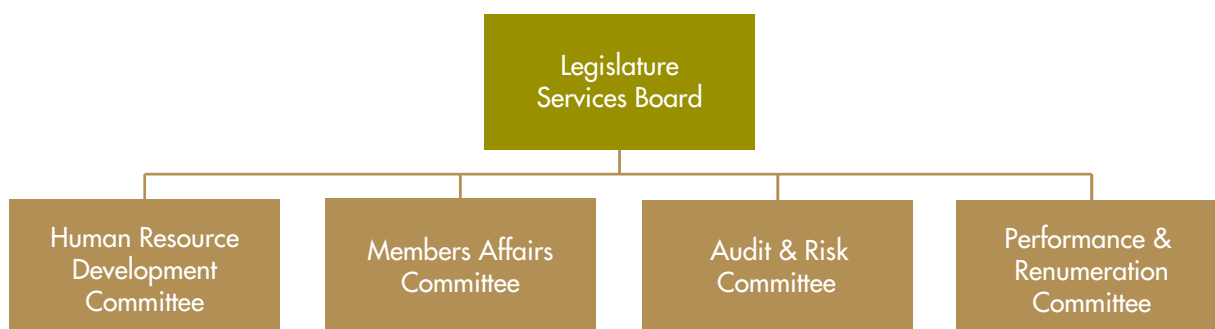 Legislature
Services Board
Human Resource
Development
Committee
Members Affairs
Committee
Audit & Risk
Committee
Performance &
Renumeration
Committee